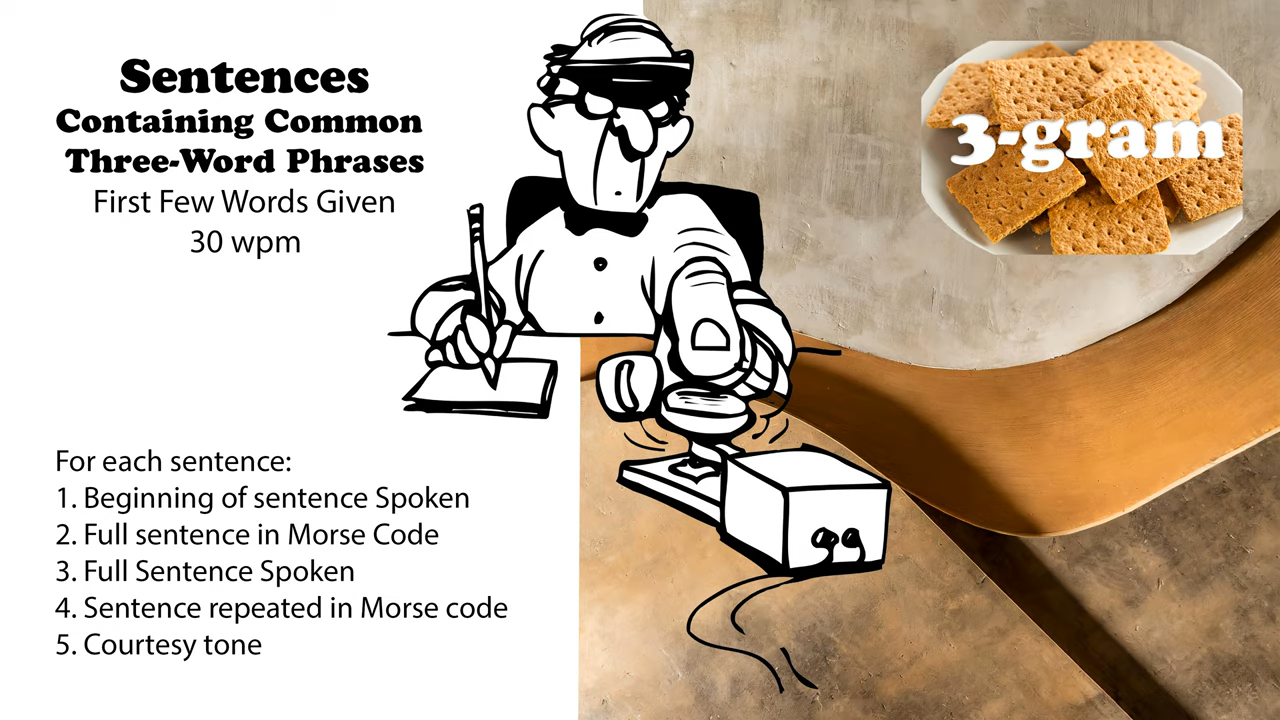 Sentences
Containing Common
Three-Word Phrases
First Few Words Given
30 wpm
3-gram
For each sentence:
1. Beginning of sentence Spoken
2. Full sentence in Morse Code
3. Full Sentence Spoken
4. Sentence repeated in Morse code
5. Courtesy tone